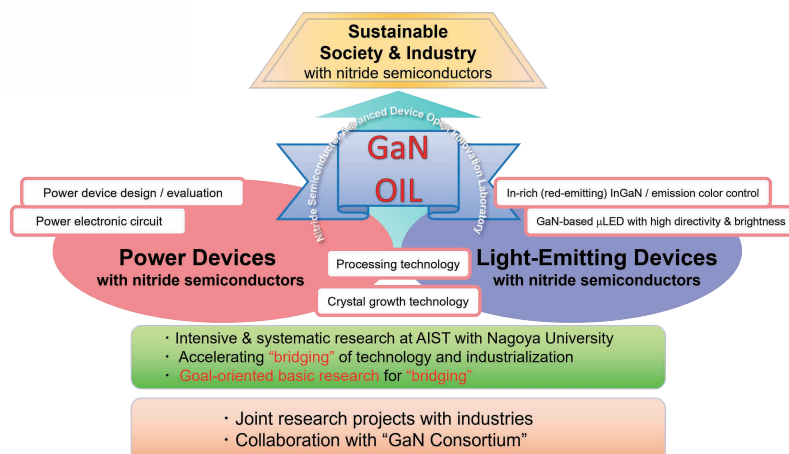 Sustainable
Society & Industry
with nitride semiconductors
Nitride Semiconductor Advanced Device Open Innovation Laboratory
GaN
OIL
Power device design / evaluation
Power electronic circuit
In-rich (red-emitting) InGaN / emission color control
GaN-based μLED with high directivity & brightness
Power Devices
with nitride semiconductors
Processing technology
Crystal growth technology
Light-Emitting Devices
with nitride semiconductors
・Intensive & systematic research at AIST with Nagoya University
・Accelerating “bridging” of technology and industrialization
・Goal-oriented basic research for “bridging”
・Joint research projects with industries
・Collaboration with “GaN Consortium”